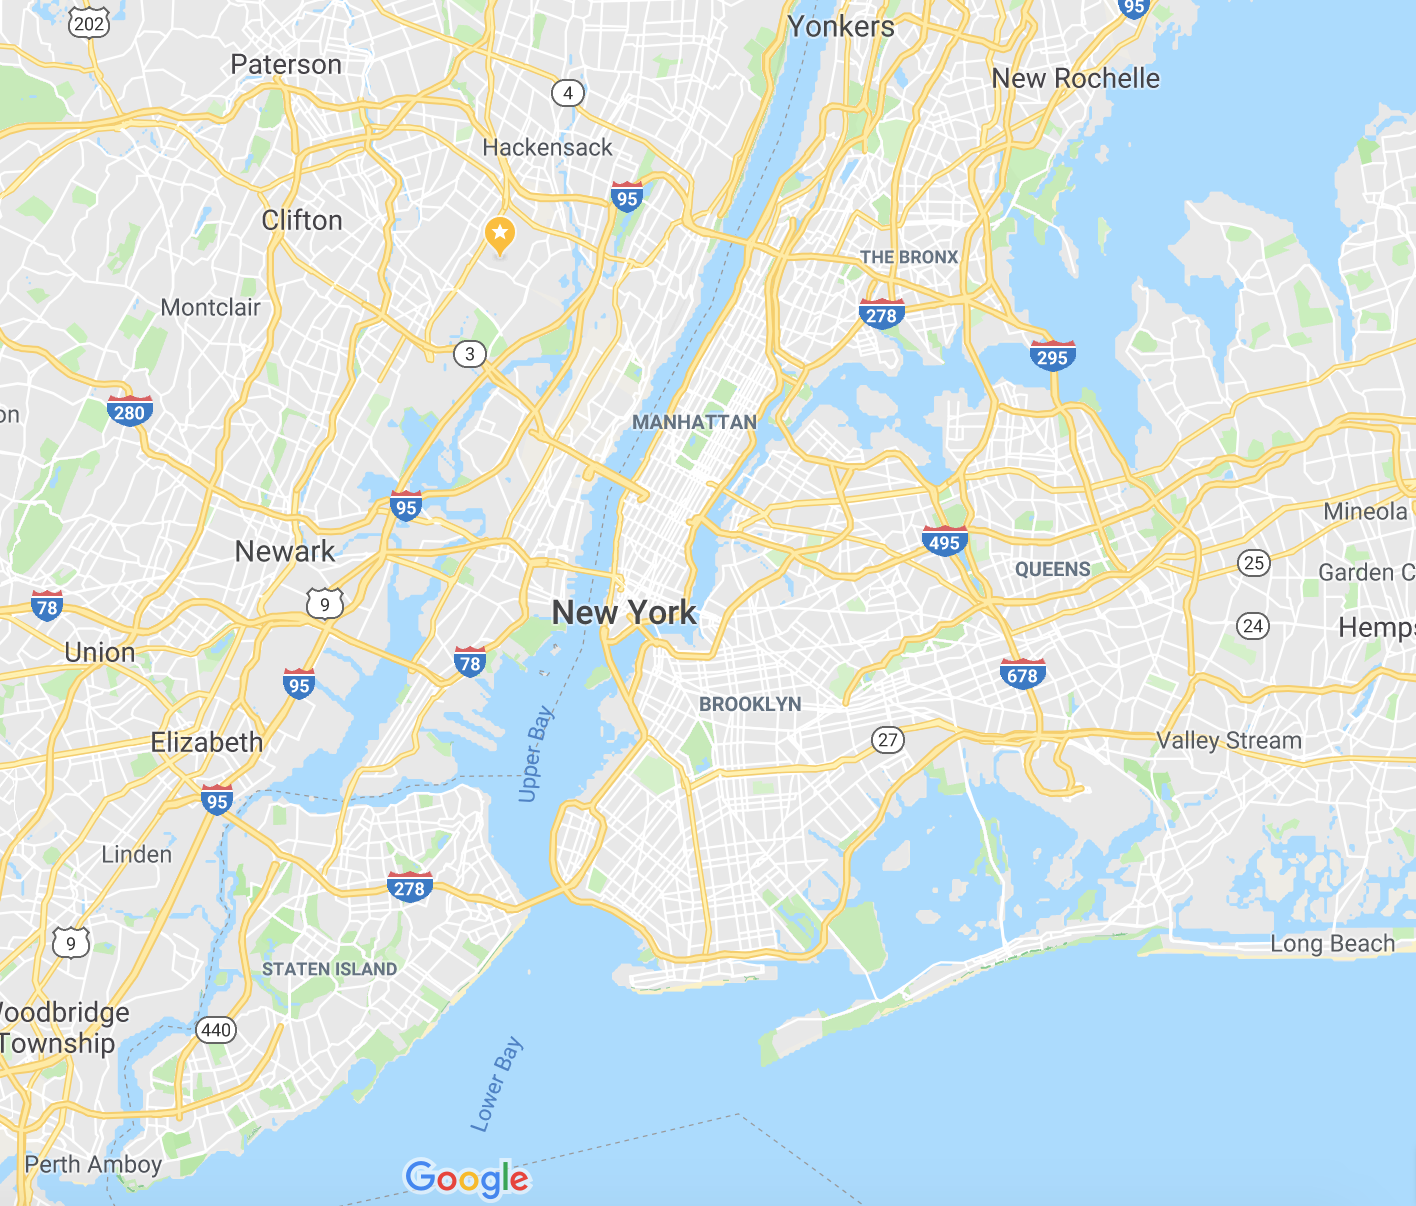 202
95
Yonkers
Paterson
New Rochelle
4
Hackensack
95
Clifton
THE BRONX
Montclair
278
3
295
280
on
MANHATTAN
95
Mineola
495
Newark
25
QUEENS
Garden C
78
9
New York
24
Hemps
Union
78
95
678
BROOKLYN
Elizabeth
27
Valley Stream
Upper Bay
95
Linden
278
9
Long Beach
STATEN ISLAND
Woodbridge
Township
440
Lower Bay
Perth Amboy
Google